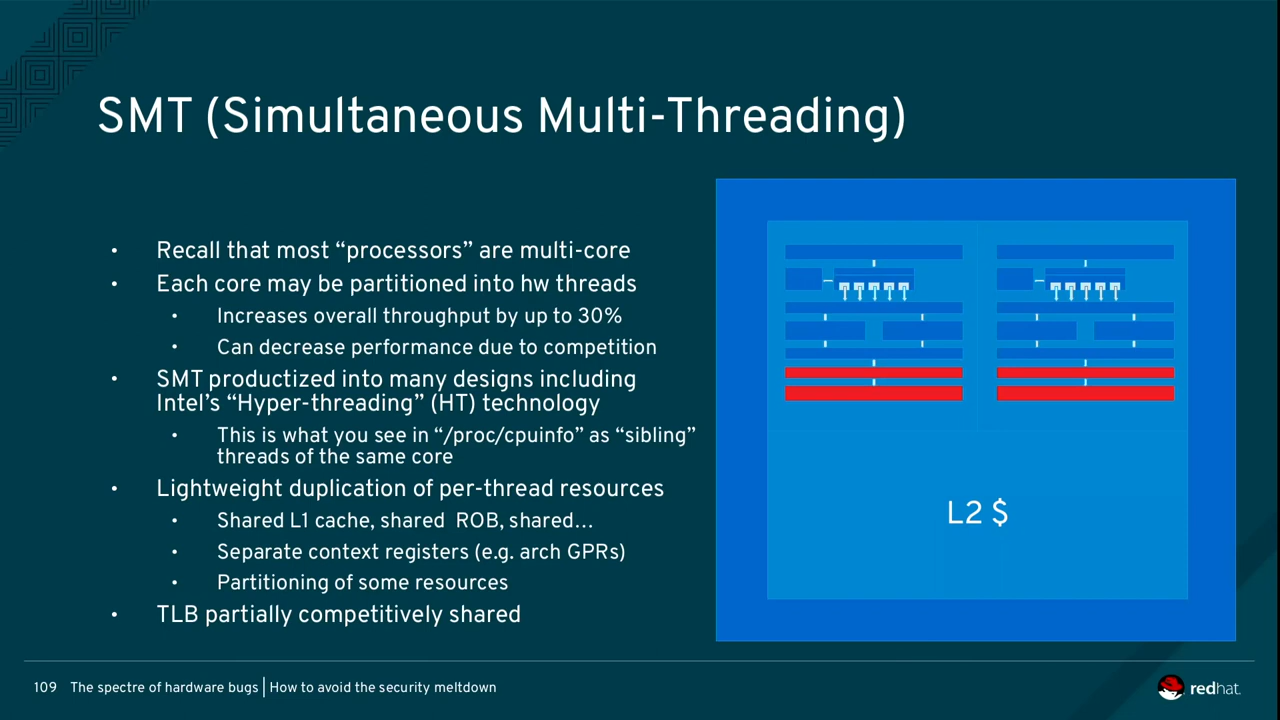 SMT (Simultaneous Multi-Threading)
• Recall that most “processors” are multi-core
• Each core may be partitioned into hw threads
• Increases overall throughput by up to 30%
• Can decrease performance due to competition
• SMT productized into many designs including
Intel’s “Hyper-threading” (HT) technology
• This is what you see in “/proc/cpuinfo” as “sibling”
threads of the same core
• Lightweight duplication of per-thread resources
• Shared L1 cache, shared ROB, shared…
• Separate context registers (e.g. arch GPRs)
• Partitioning of some resources
• TLB partially competitively shared
L2 $
109 The spectre of hardware bugs | How to avoid the security meltdown
redhat.